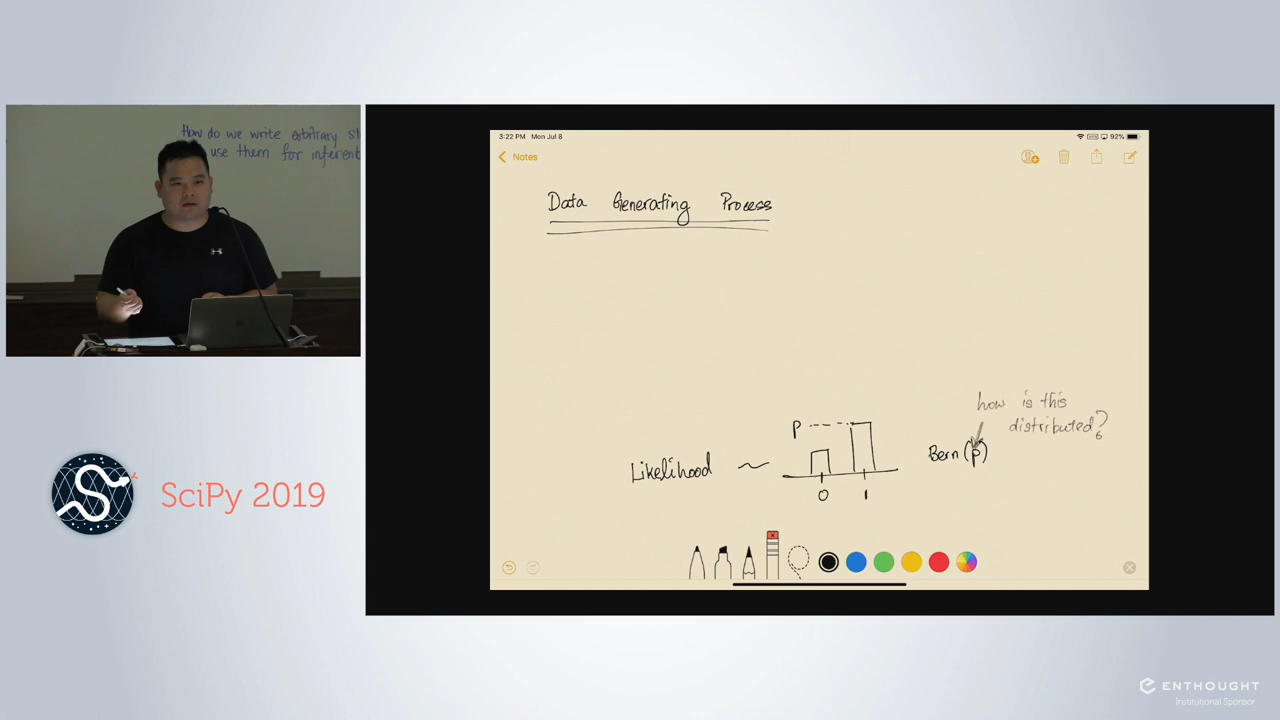 How do we write arbitrary
use them for
3:22 PM Mon Jul 8
92%
Notes
Data Generating Process
how is this
distributed?
P
Likelihood ~ Bern (p)
0 1
SciPy 2019
ENTHOUGHT
Institutional Sponsor